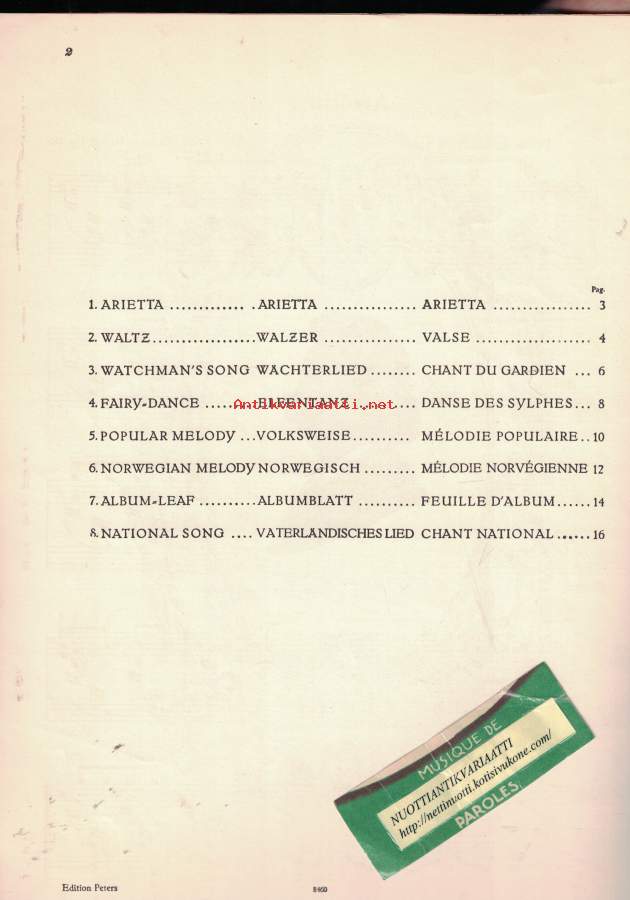 2
Pag.
1. ARIETTA ............. . ARIETTA ................ ARIETTA ................. 3
2. WALTZ.................. WALZER ................ VALSE .................... 4
3. WATCHMAN'S SONG WÄCHTERLIED ........ CHANT DU GARDIEN ... 6
4. FAIRY-DANCE ....... ELFENTANZ ........... DANSE DES SYLPHES... 8
Antikvariaatti.net
5. POPULAR MELODY ... VOLKSWEISE .......... MÉLODIE POPULAIRE.. 10
6. NORWEGIAN MELODY NORWEGISCH ......... MÉLODIE NORVÉGIENNE 12
7. ALBUM-LEAF .......... ALBUMBLATT .......... FEUILLE D'ALBUM...... 14
8. NATIONAL SONG .... VATERLÄNDISCHES LIED CHANT NATIONAL ...... 16
MUSIQUE DE
NUOTTIANTIKVARIAATTI
http://nettinuotti.kotisivukone.com/
PAROLES
Edition Peters